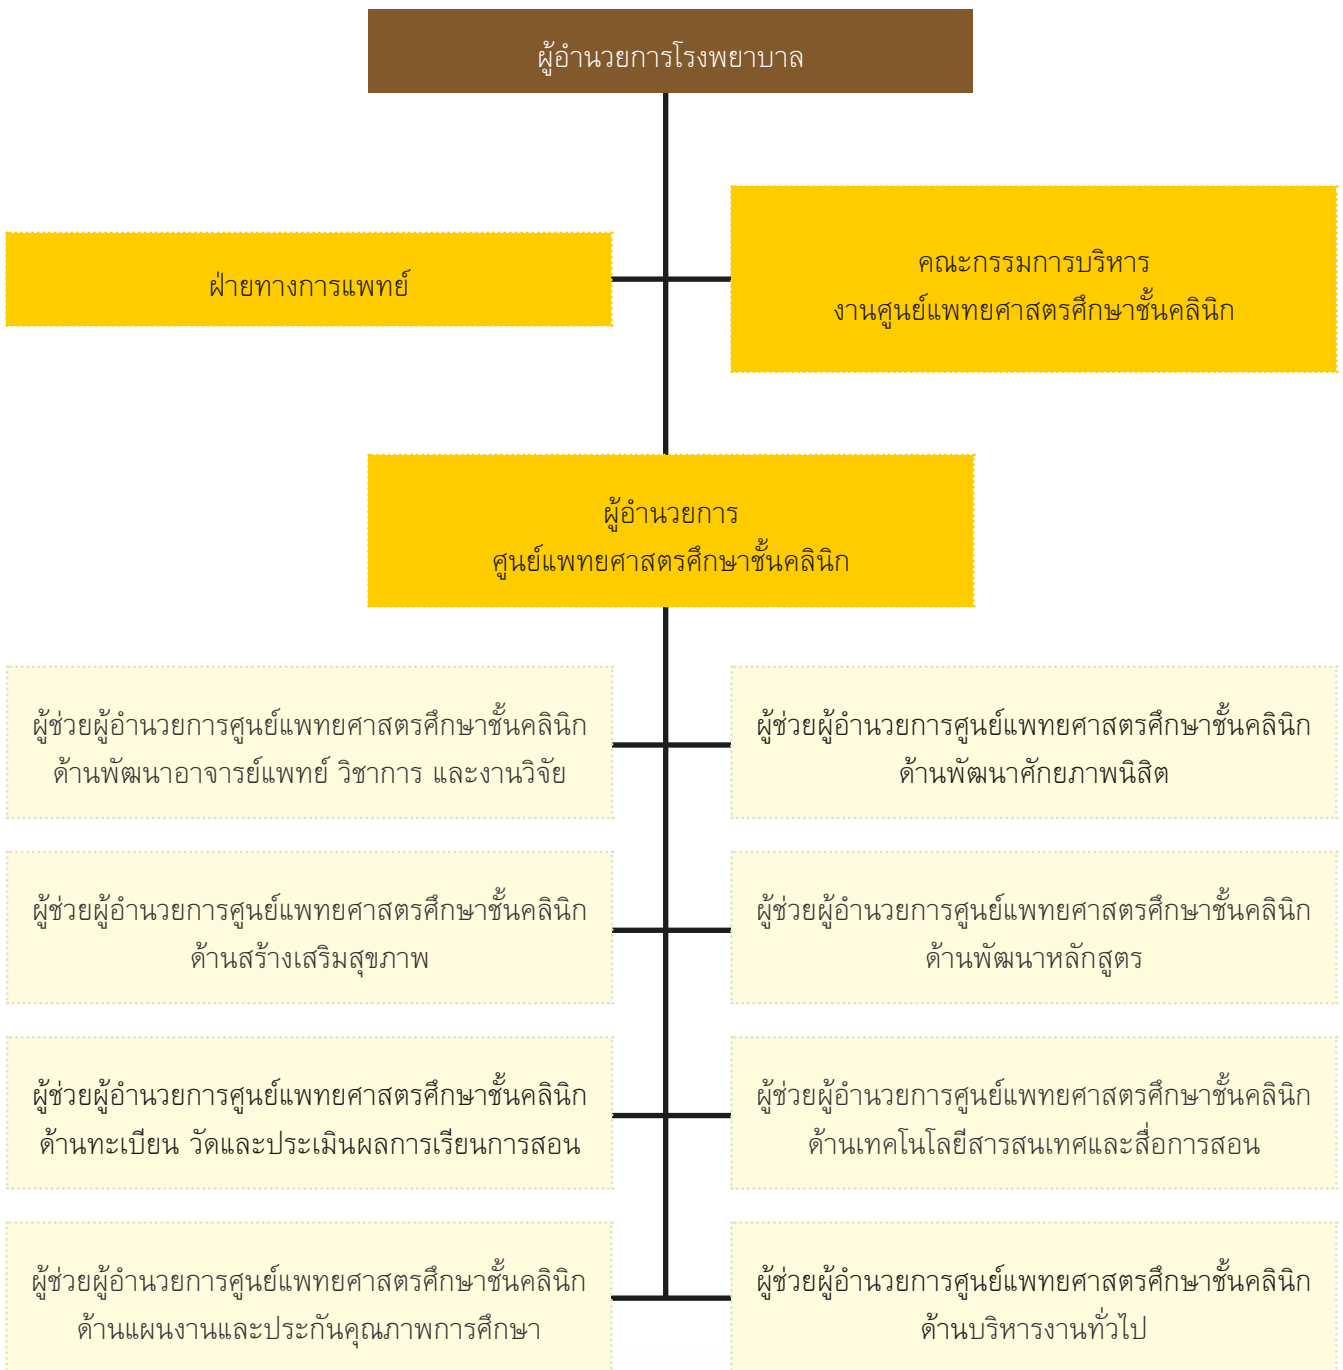 ผู้อำนวยการโรงพยาบาล
ฝ่ายทางการแพทย์
คณะกรรมการบริหาร
งานศูนย์แพทยศาสตรศึกษาชั้นคลินิก
ผู้อำนวยการ
ศูนย์แพทยศาสตรศึกษาชั้นคลินิก
ผู้ช่วยผู้อำนวยการศูนย์แพทยศาสตรศึกษาชั้นคลินิก
ด้านพัฒนาอาจารย์แพทย์ วิชาการ และงานวิจัย
ผู้ช่วยผู้อำนวยการศูนย์แพทยศาสตรศึกษาชั้นคลินิก
ด้านพัฒนาศักยภาพนิสิต
ผู้ช่วยผู้อำนวยการศูนย์แพทยศาสตรศึกษาชั้นคลินิก
ด้านสร้างเสริมสุขภาพ
ผู้ช่วยผู้อำนวยการศูนย์แพทยศาสตรศึกษาชั้นคลินิก
ด้านพัฒนาหลักสูตร
ผู้ช่วยผู้อำนวยการศูนย์แพทยศาสตรศึกษาชั้นคลินิก
ด้านทะเบียน วัดและประเมินผลการเรียนการสอน
ผู้ช่วยผู้อำนวยการศูนย์แพทยศาสตรศึกษาชั้นคลินิก
ด้านเทคโนโลยีสารสนเทศและสื่อการสอน
ผู้ช่วยผู้อำนวยการศูนย์แพทยศาสตรศึกษาชั้นคลินิก
ด้านแผนงานและประกันคุณภาพการศึกษา
ผู้ช่วยผู้อำนวยการศูนย์แพทยศาสตรศึกษาชั้นคลินิก
ด้านบริหารงานทั่วไป